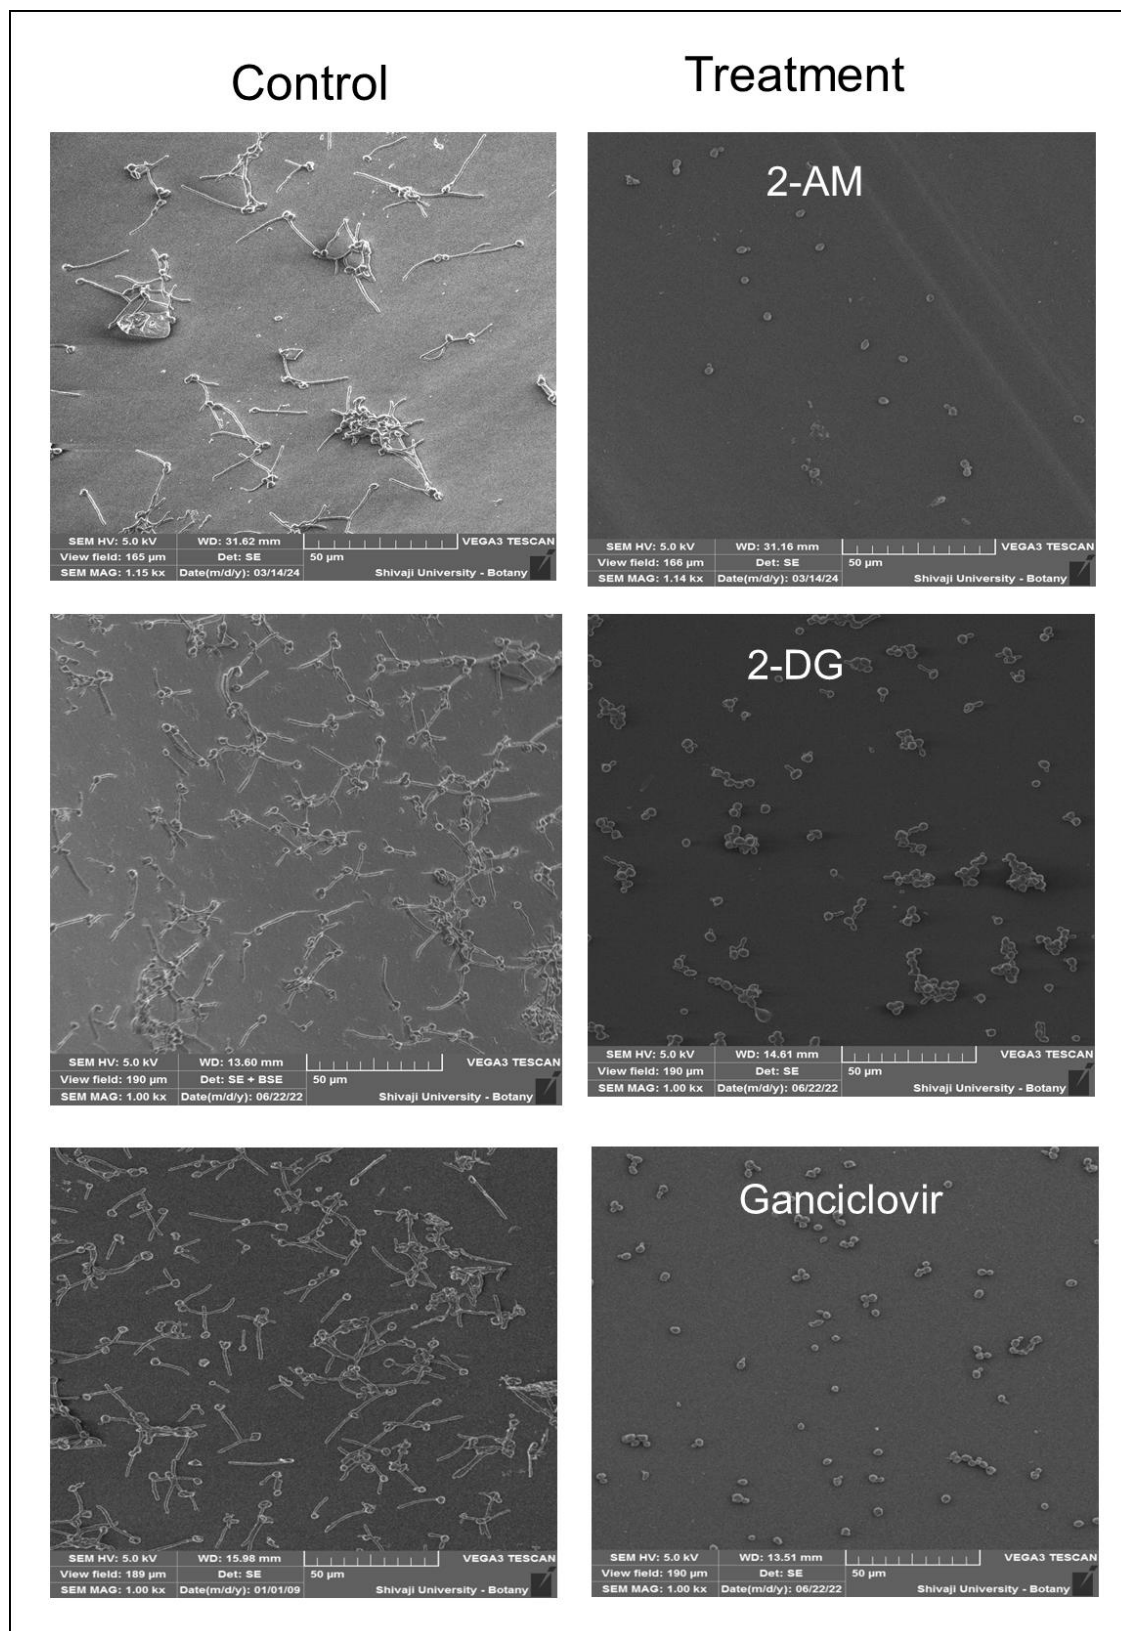 Control
Treatment
2-AM
SEM HV: 5.0 kV WD: 31.62 mm VEGA3 TESCAN
View field: 165 µm Det: SE 50 µm
SEM MAG: 1.15 kx Date(m/d/y): 03/14/24 Shivaji University - Botany
SEM HV: 5.0 kV WD: 31.16 mm VEGA3 TESCAN
View field: 166 µm Det: SE 50 µm
SEM MAG: 1.14 kx Date(m/d/y): 03/14/24 Shivaji University - Botany
2-DG
SEM HV: 5.0 kV WD: 13.60 mm VEGA3 TESCAN
View field: 190 µm Det: SE + BSE 50 µm
SEM MAG: 1.00 kx Date(m/d/y): 06/22/22 Shivaji University - Botany
SEM HV: 5.0 kV WD: 14.61 mm VEGA3 TESCAN
View field: 190 µm Det: SE 50 µm
SEM MAG: 1.00 kx Date(m/d/y): 06/22/22 Shivaji University - Botany
Ganciclovir
SEM HV: 5.0 kV WD: 15.98 mm VEGA3 TESCAN
View field: 189 µm Det: SE 50 µm
SEM MAG: 1.00 kx Date(m/d/y): 01/01/09 Shivaji University - Botany
SEM HV: 5.0 kV WD: 13.51 mm VEGA3 TESCAN
View field: 190 µm Det: SE 50 µm
SEM MAG: 1.00 kx Date(m/d/y): 06/22/22 Shivaji University - Botany